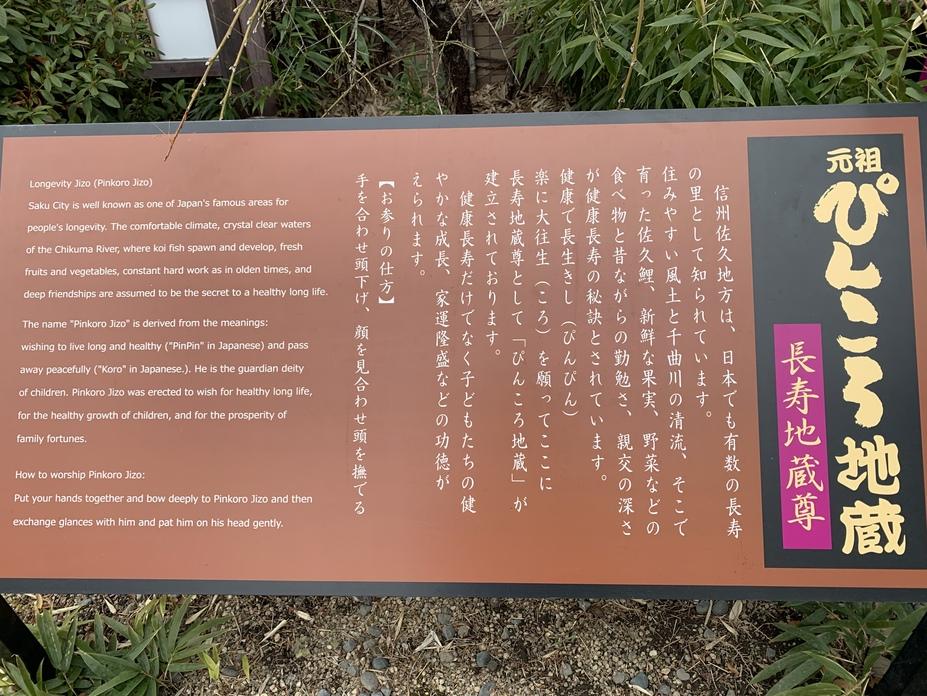 元祖
ぴんころ地蔵
長寿地蔵尊
信州佐久地方は、日本でも有数の長寿
の里として知られています。
住みやすい風土と千曲川の清流、そこで
育った佐久鯉、新鮮な果実、野菜などの
食べ物と昔ながらの勤勉さ、親交の深さ
が健康長寿の秘訣とされています。
健康で長生きし（ぴんぴん）
楽に大往生（ころ）を願ってここに
長寿地蔵尊として「ぴんころ地蔵」が
建立されております。
健康長寿だけでなく子どもたちの健
やかな成長、家運隆盛などの功徳が
えられます。
【お参りの仕方】
手を合わせ頭下げ、顔を見合わせ頭を撫でる
Longevity Jizo (Pinkoro Jizo)
Saku City is well known as one of Japan's famous areas for
people's longevity. The comfortable climate, crystal clear waters
of the Chikuma River, where koi fish spawn and develop, fresh
fruits and vegetables, constant hard work as in olden times, and
deep friendships are assumed to be the secret to a healthy long life.
The name "Pinkoro Jizo" is derived from the meanings:
wishing to live long and healthy ("PinPin" in Japanese) and pass
away peacefully ("Koro" in Japanese.). He is the guardian deity
of children. Pinkoro Jizo was erected to wish for healthy long life,
for the healthy growth of children, and for the prosperity of
family fortunes.
How to worship Pinkoro Jizo:
Put your hands together and bow deeply to Pinkoro Jizo and then
exchange glances with him and pat him on his head gently.